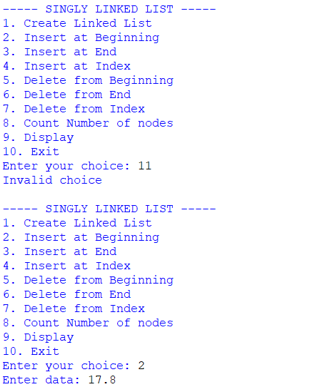 ----- SINGLY LINKED LIST -----
1. Create Linked List
2. Insert at Beginning
3. Insert at End
4. Insert at Index
5. Delete from Beginning
6. Delete from End
7. Delete from Index
8. Count Number of nodes
9. Display
10. Exit
Enter your choice: 11
Invalid choice

----- SINGLY LINKED LIST -----
1. Create Linked List
2. Insert at Beginning
3. Insert at End
4. Insert at Index
5. Delete from Beginning
6. Delete from End
7. Delete from Index
8. Count Number of nodes
9. Display
10. Exit
Enter your choice: 2
Enter data: 17.8